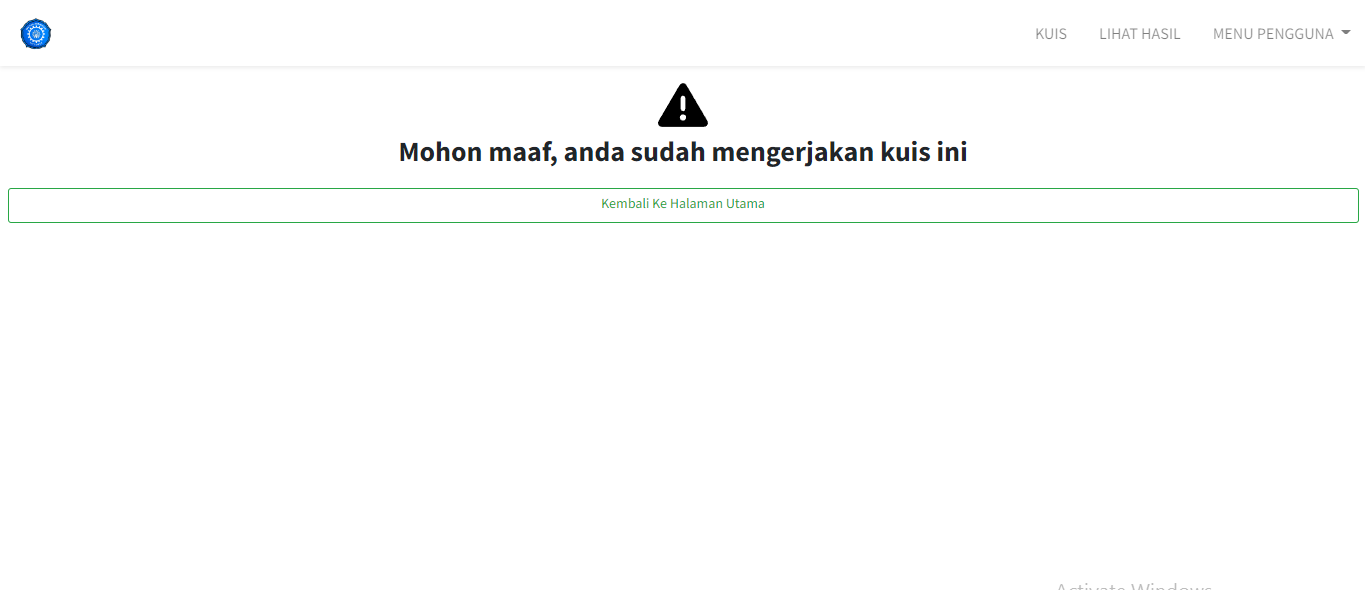 KUIS LIHAT HASIL MENU PENGGUNA
Mohon maaf, anda sudah mengerjakan kuis ini
Kembali Ke Halaman Utama
Activate Windows